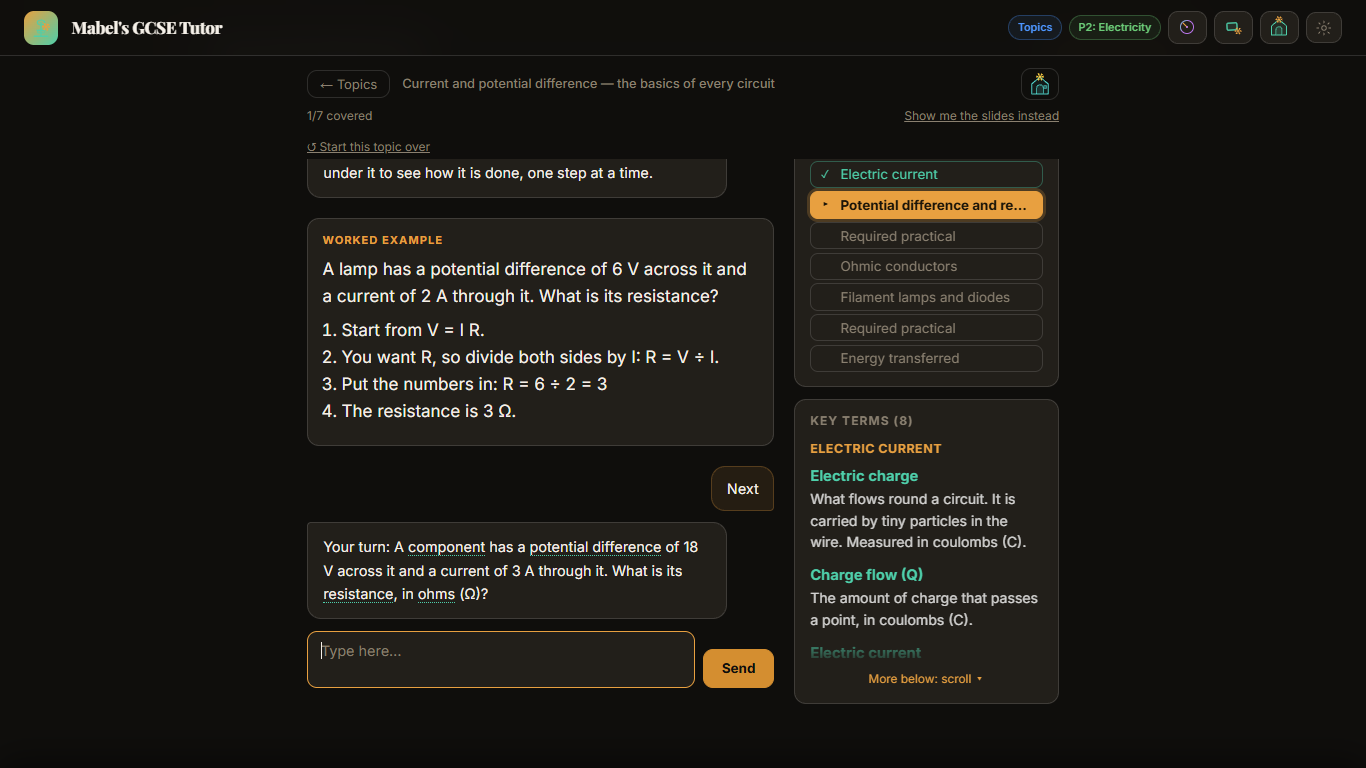 Mabel's GCSE Tutor
Topics
P2: Electricity
← Topics
Current and potential difference — the basics of every circuit
1/7 covered
Show me the slides instead
↺ Start this topic over
under it to see how it is done, one step at a time.
WORKED EXAMPLE
A lamp has a potential difference of 6 V across it and
a current of 2 A through it. What is its resistance?
1. Start from V = I R.
2. You want R, so divide both sides by I: R = V ÷ I.
3. Put the numbers in: R = 6 ÷ 2 = 3
4. The resistance is 3 Ω.
Next
Your turn: A component has a potential difference of 18
V across it and a current of 3 A through it. What is its
resistance, in ohms (Ω)?
Type here...
Send
✓ Electric current
▸ Potential difference and re...
Required practical
Ohmic conductors
Filament lamps and diodes
Required practical
Energy transferred
KEY TERMS (8)
ELECTRIC CURRENT
Electric charge
What flows round a circuit. It is
carried by tiny particles in the
wire. Measured in coulombs (C).
Charge flow (Q)
The amount of charge that passes
a point, in coulombs (C).
Electric current
More below: scroll ▾